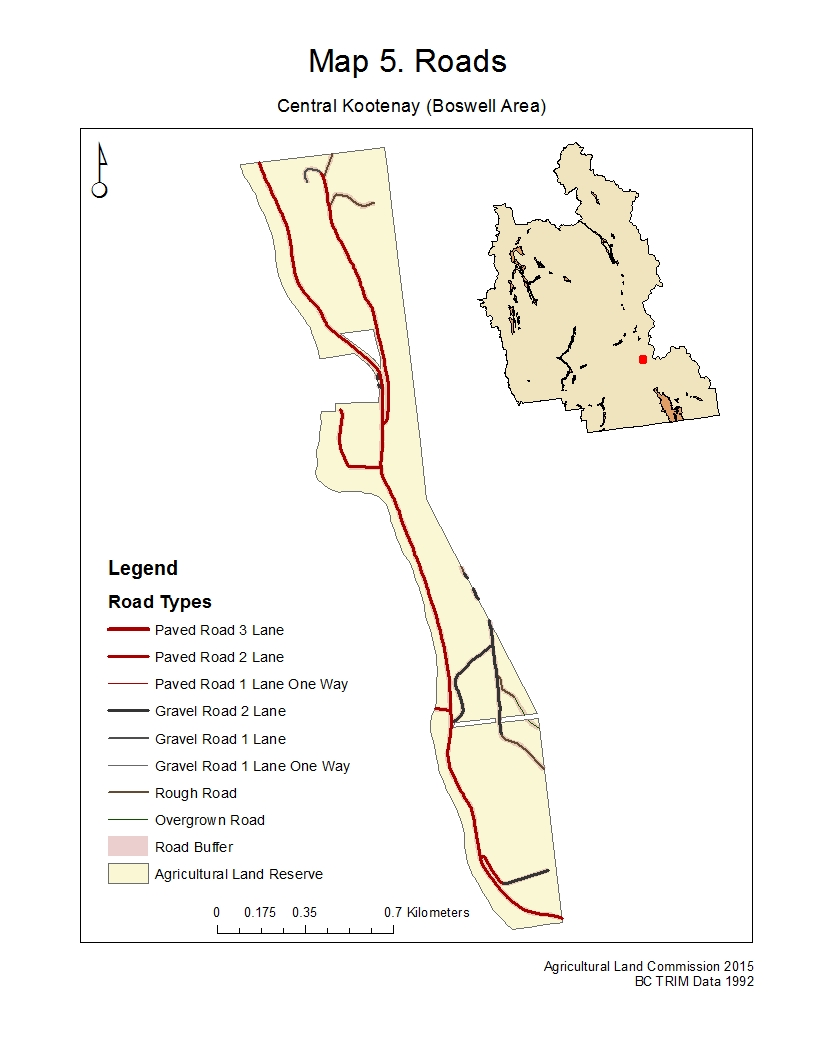 Map 5. Roads
Central Kootenay (Boswell Area)
Legend
Road Types
Paved Road 3 Lane
Paved Road 2 Lane
Paved Road 1 Lane One Way
Gravel Road 2 Lane
Gravel Road 1 Lane
Gravel Road 1 Lane One Way
Rough Road
Overgrown Road
Road Buffer
Agricultural Land Reserve
0 0.175 0.35 0.7 Kilometers
Agricultural Land Commission 2015
BC TRIM Data 1992